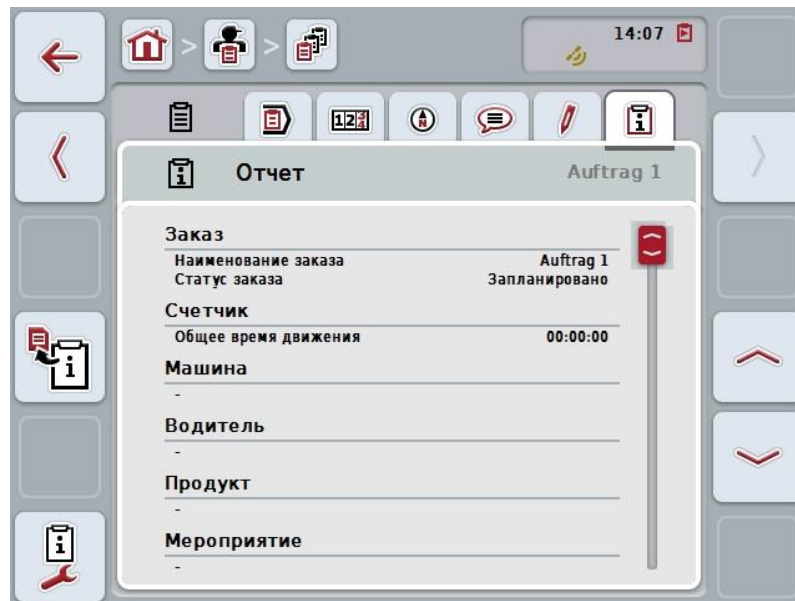 14:07
Отчет Auftrag 1
Заказ
Наименование заказа Auftrag 1
Статус заказа Запланировано
Счетчик
Общее время движения 00:00:00
Машина
-
Водитель
-
Продукт
-
Мероприятие
-